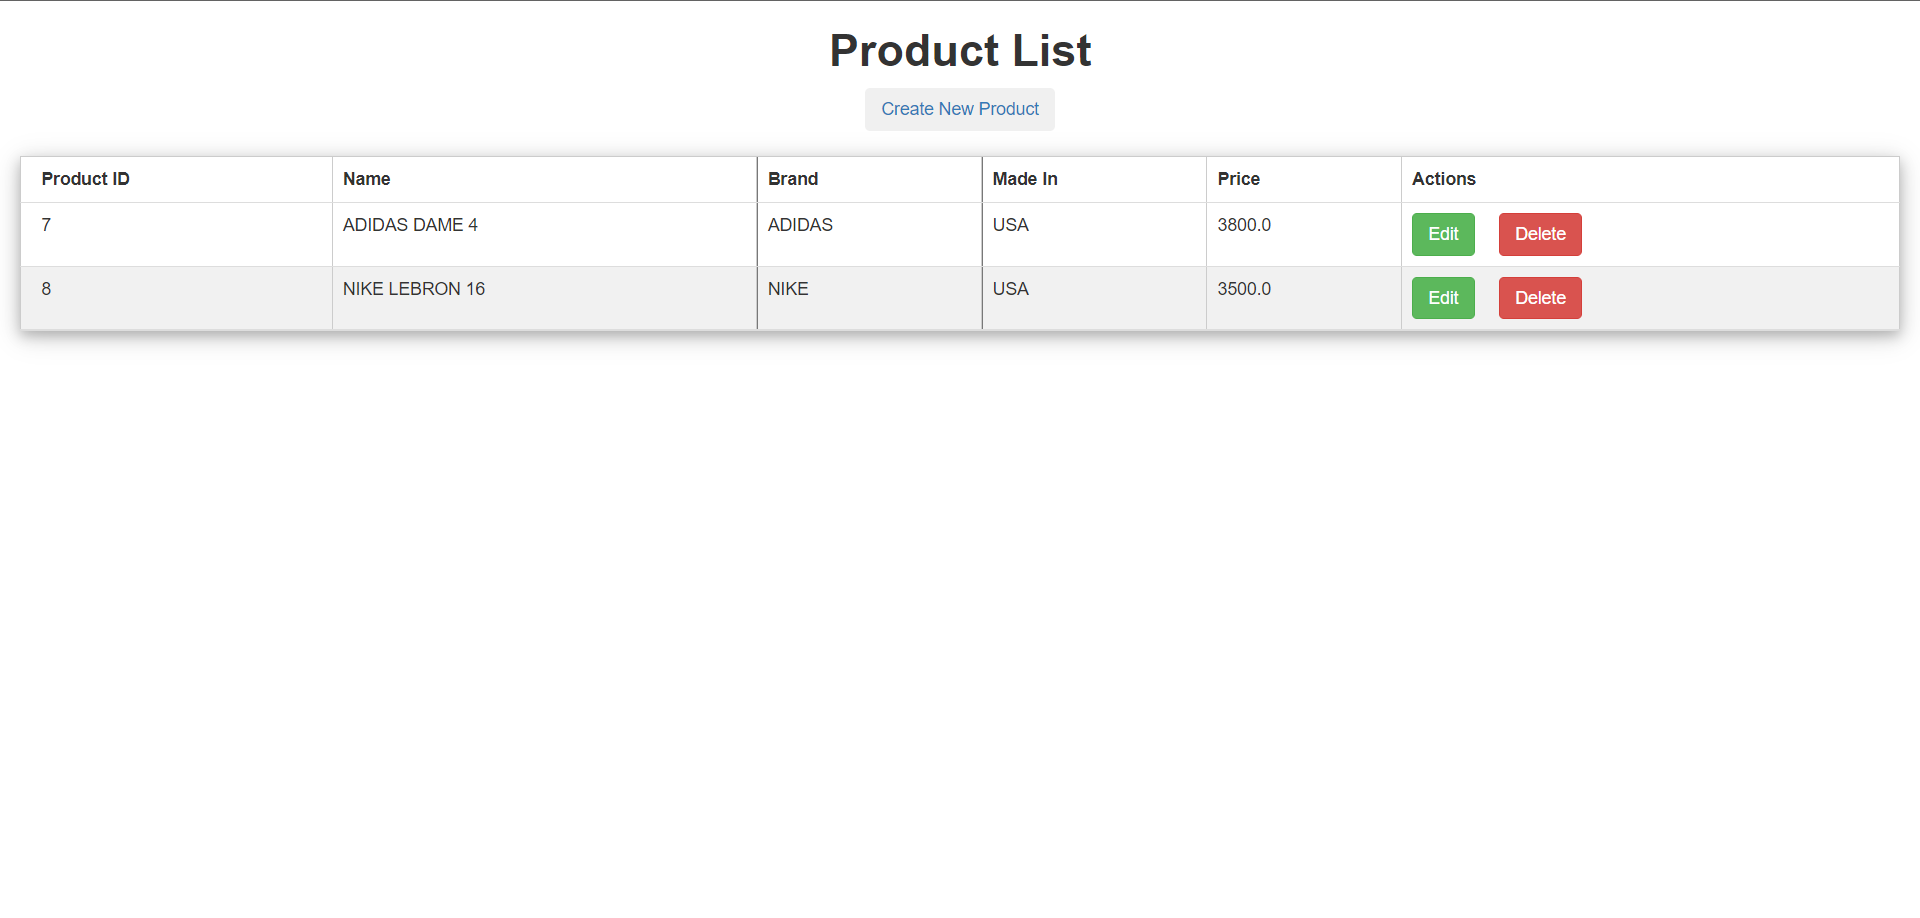 Product List
Create New Product
Product ID Name Brand Made In Price Actions
7 ADIDAS DAME 4 ADIDAS USA 3800.0 Edit Delete
8 NIKE LEBRON 16 NIKE USA 3500.0 Edit Delete